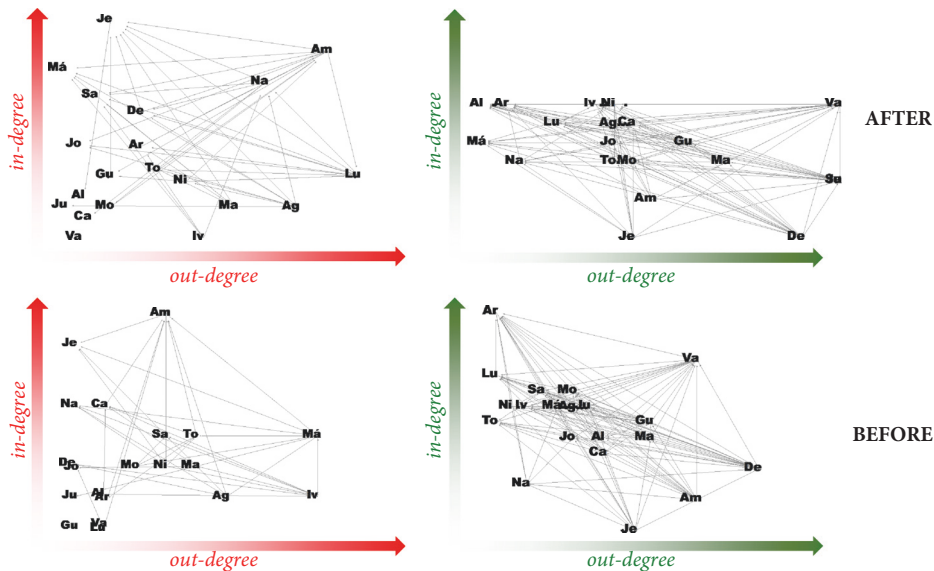 in-degree
Je
Am
Má
Na
Sa
De
Jo
Ar
To
Gu
Ni
Lu
Al
Ju
Mo
Ma
Ag
Ca
Va
Iv
out-degree
in-degree
Al Ar Iv Ni Va
Lu Ag Ca
Má Jo Gu
Na To Mo Ma
Am
Je De
out-degree
AFTER
in-degree
Am
Je
Na Ca
Sa To Má
De
Jo Mo Ni Ma
Ju Al
Ar Ag Iv
Gu Va
Lu
out-degree
in-degree
Ar
Va
Lu
Sa Mo
Ni Iv Má Ag
To Gu
Jo Al Ma
Ca
De
Na
Am
Je
out-degree
BEFORE